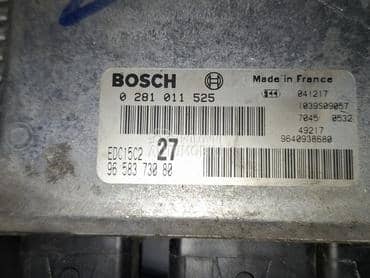 BOSCH
Made in France
0 281 011 525
041217
1039S09057
7045 0532
49217
9640938680
EDC15C2 27
96 583 730 80